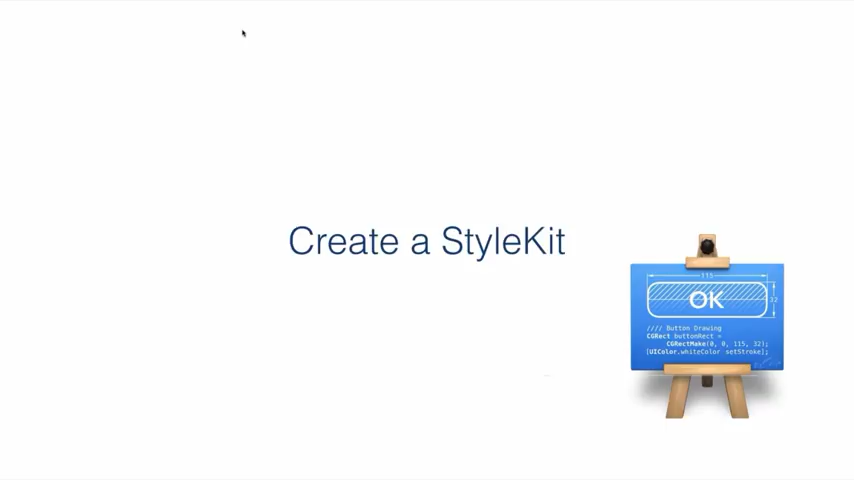 Create a StyleKit
115
OK
32
//// Button Drawing
CGRect buttonRect =
CGRectMake(0, 0, 115, 32);
[UIColor.whiteColor setStroke];